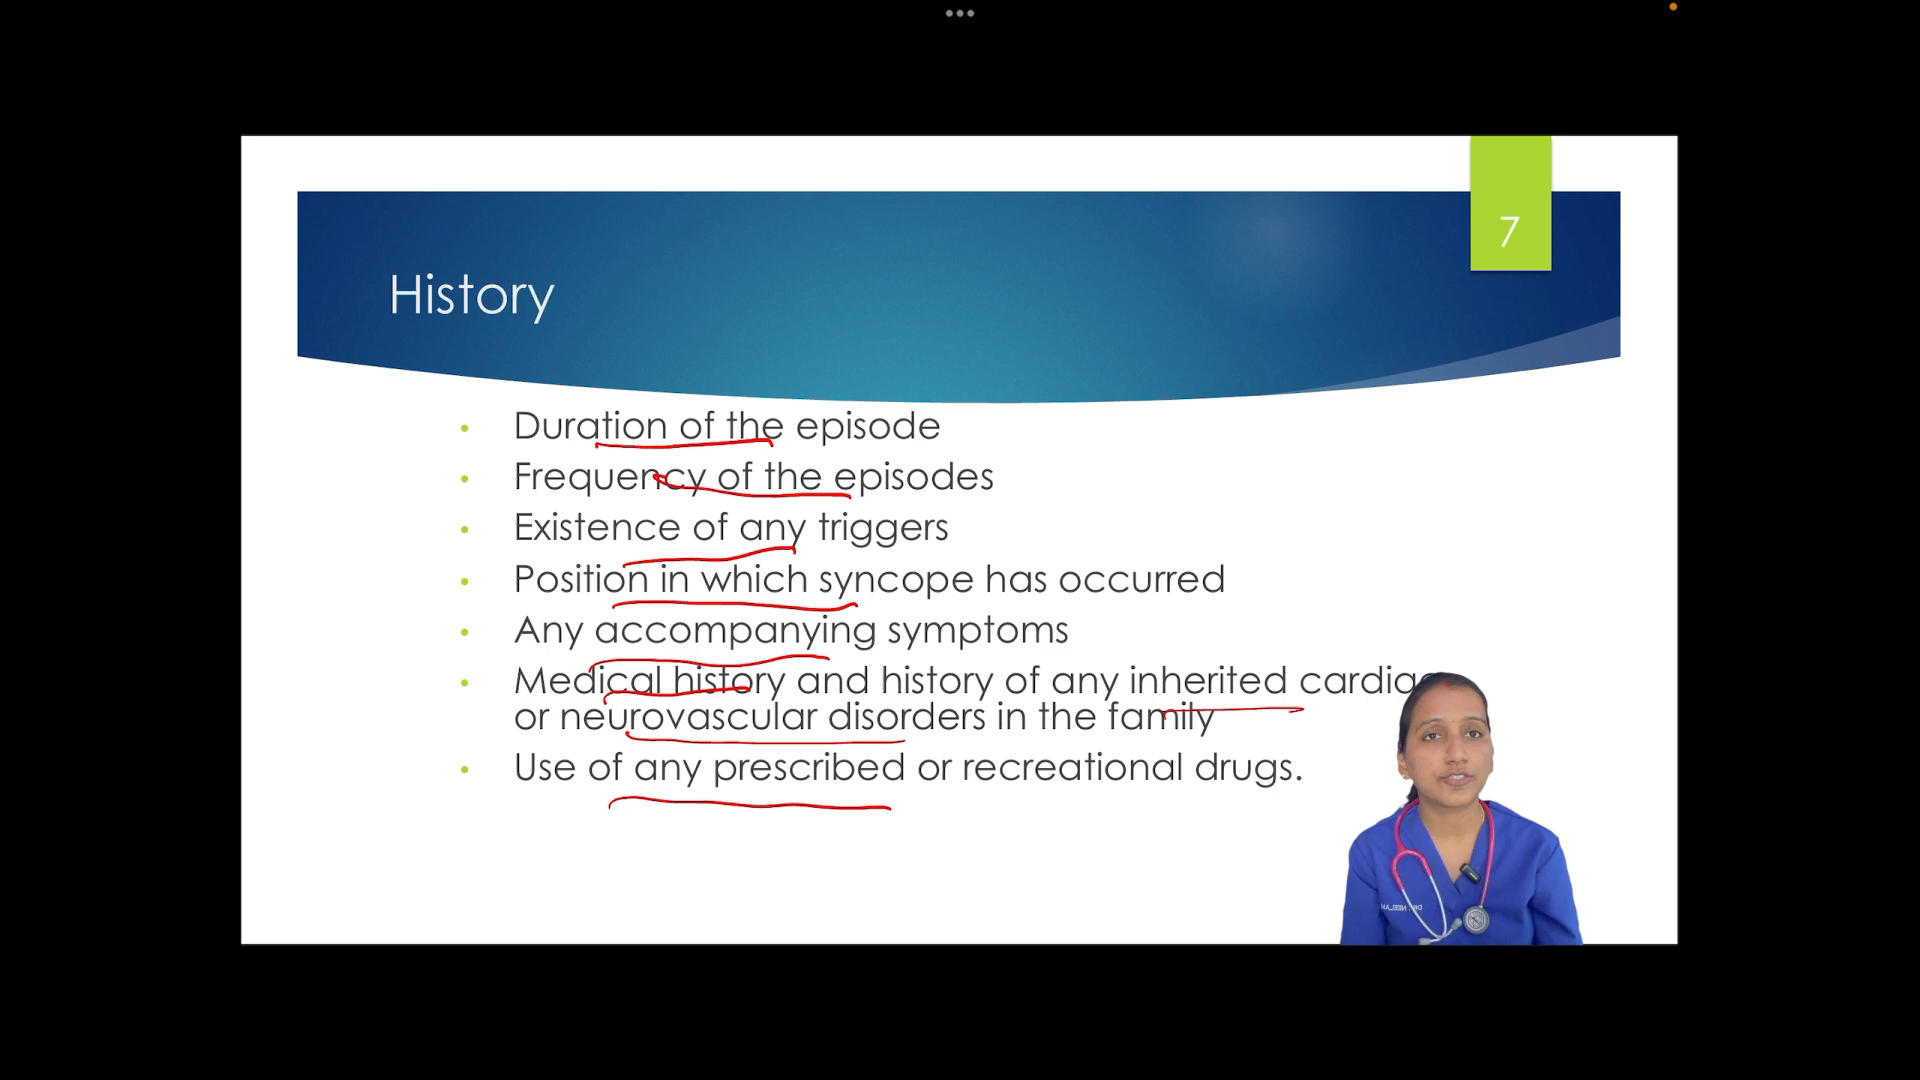 7
History
• Duration of the episode
• Frequency of the episodes
• Existence of any triggers
• Position in which syncope has occurred
• Any accompanying symptoms
• Medical history and history of any inherited cardiac
or neurovascular disorders in the family
• Use of any prescribed or recreational drugs.